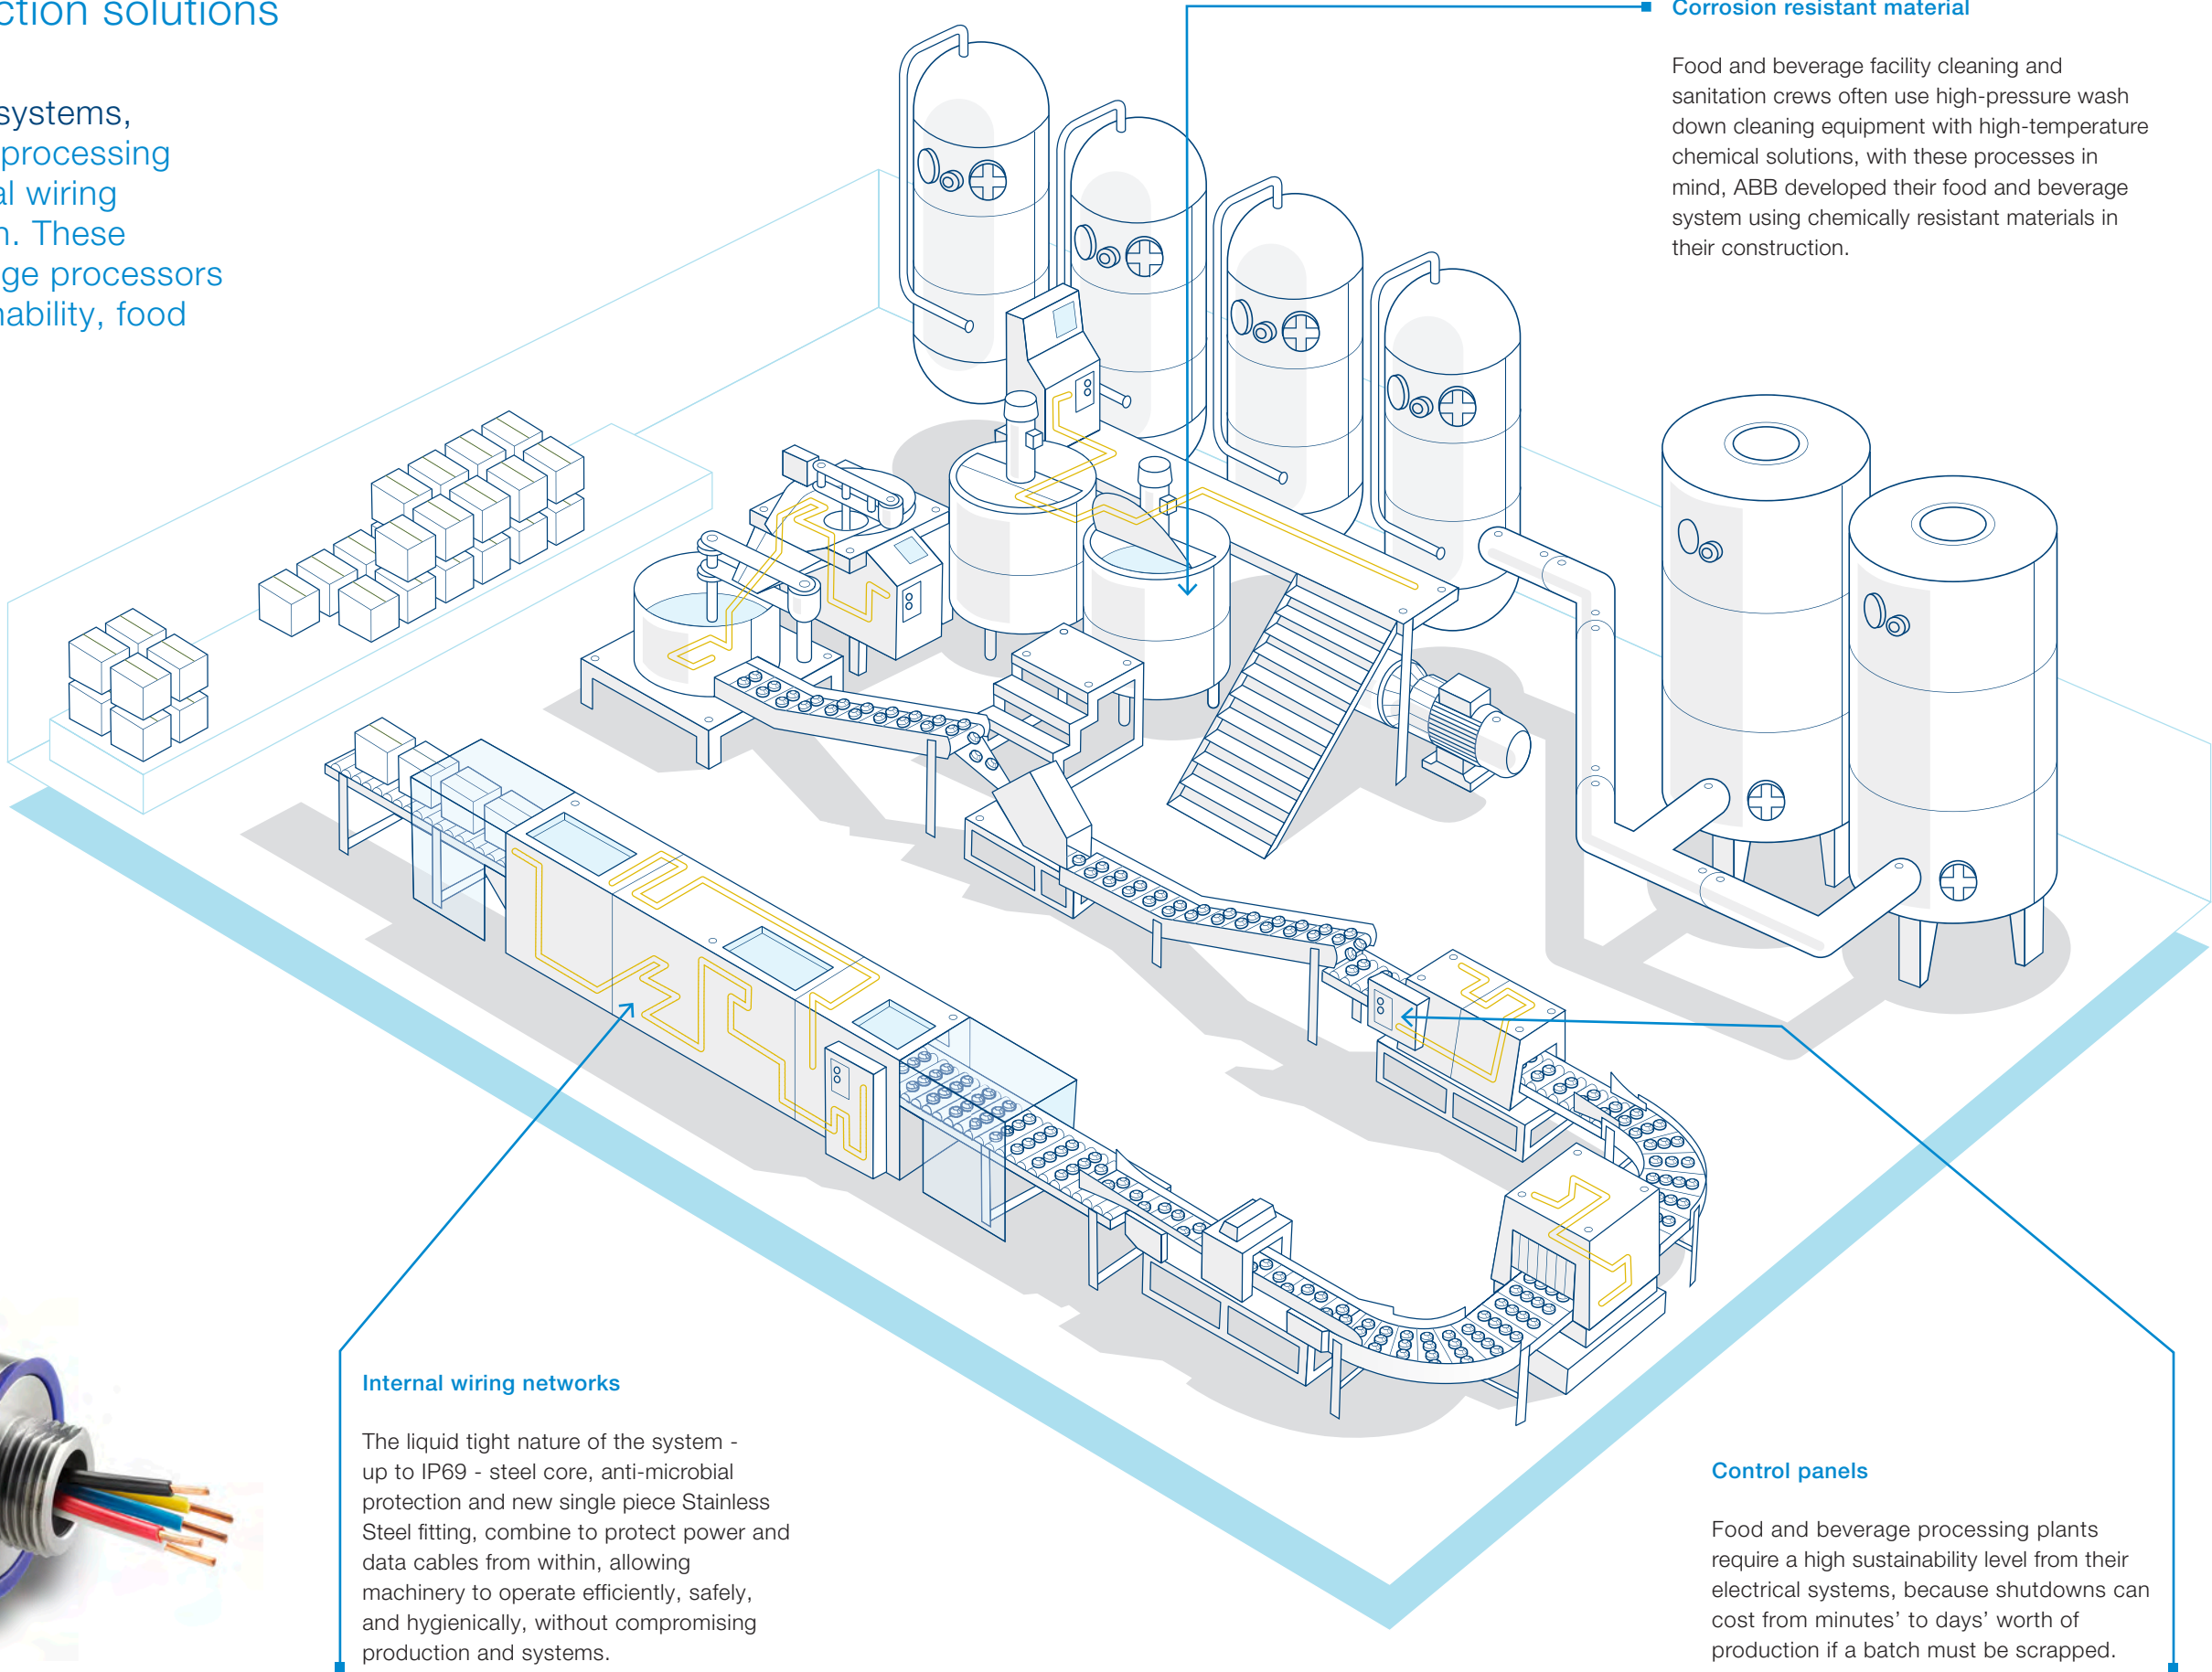 ction solutions
systems,
processing
al wiring
n. These
ge processors
nability, food
Corrosion resistant material
Food and beverage facility cleaning and
sanitation crews often use high-pressure wash
down cleaning equipment with high-temperature
chemical solutions, with these processes in
mind, ABB developed their food and beverage
system using chemically resistant materials in
their construction.
Internal wiring networks
The liquid tight nature of the system -
up to IP69 - steel core, anti-microbial
protection and new single piece Stainless
Steel fitting, combine to protect power and
data cables from within, allowing
machinery to operate efficiently, safely,
and hygienically, without compromising
production and systems.
Control panels
Food and beverage processing plants
require a high sustainability level from their
electrical systems, because shutdowns can
cost from minutes’ to days’ worth of
production if a batch must be scrapped.